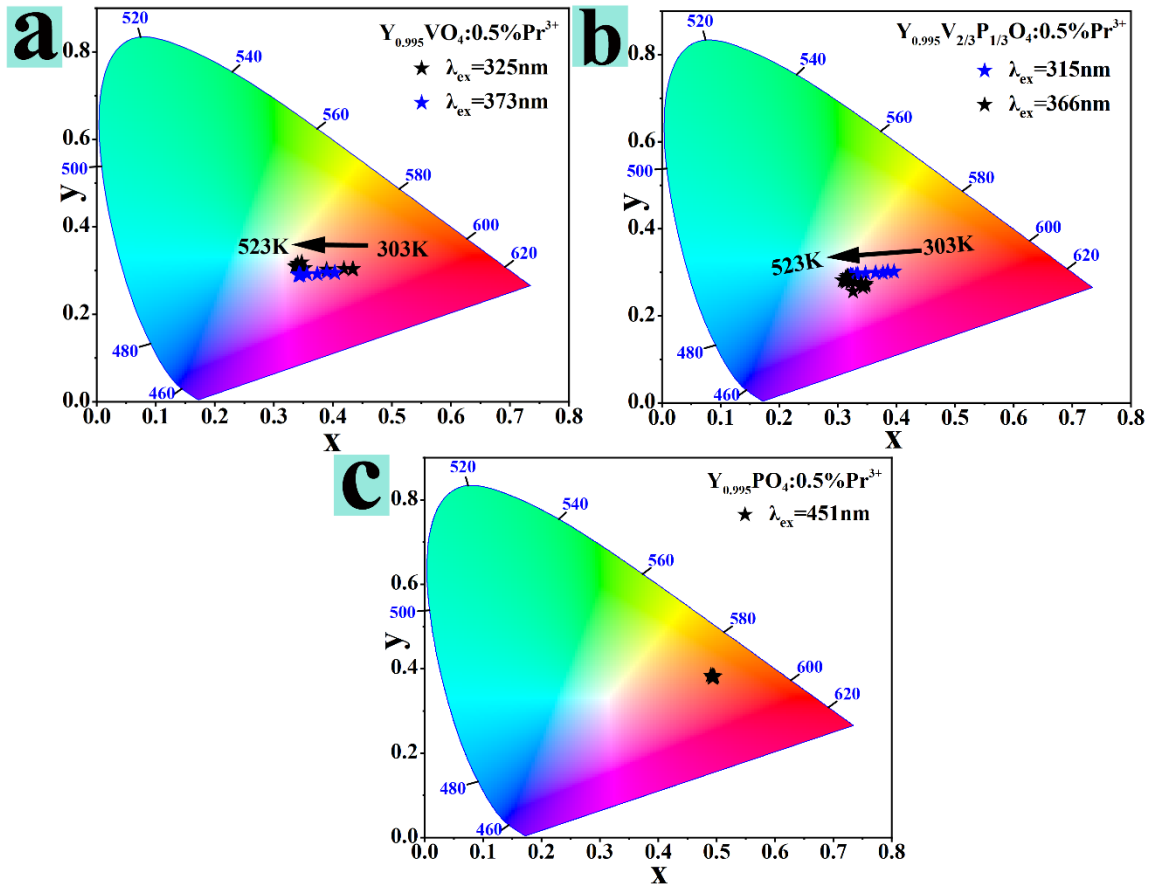 a
Y0.995VO4:0.5%Pr3+
★ λex=325nm
★ λex=373nm
520
540
560
580
600
620
500
480
460
523K
303K
0.8
0.6
0.4
0.2
0.0
y
0.0 0.1 0.2 0.3 0.4 0.5 0.6 0.7 0.8
x
b
Y0.995V2/3P1/3O4:0.5%Pr3+
★ λex=315nm
★ λex=366nm
520
540
560
580
600
620
500
480
460
523K
303K
0.8
0.6
0.4
0.2
0.0
y
0.0 0.1 0.2 0.3 0.4 0.5 0.6 0.7 0.8
x
c
Y0.995PO4:0.5%Pr3+
★ λex=451nm
520
540
560
580
600
620
500
480
460
0.8
0.6
0.4
0.2
0.0
y
0.0 0.1 0.2 0.3 0.4 0.5 0.6 0.7 0.8
x